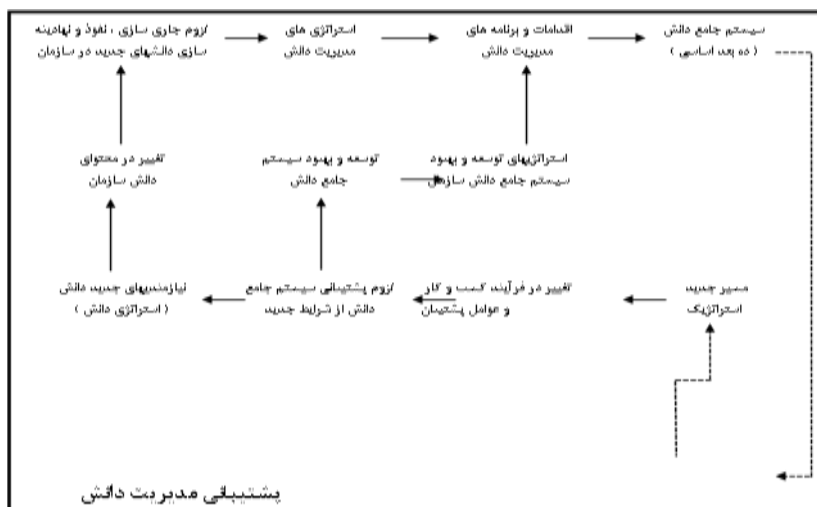 سیستم جامع دانش
( ده بعد اساسی )
اقدامات و برنامه های
مدیریت دانش
استراتژی های
مدیریت دانش
لزوم جاری سازی ، نفوذ و نهادینه
سازی دانشهای جدید در سازمان
استراتژیهای توسعه و بهبود
سیستم جامع دانش سازمان
توسعه و بهبود سیستم
جامع دانش
تغییر در محتوای
دانش سازمان
مسیر جدید
استراتژیک
تغییر در فرآیند کسب و کار
و عوامل پشتیبان
لزوم پشتیبانی سیستم جامع
دانش از شرایط جدید
نیازمندیهای جدید دانش
( استراتژی دانش )
پشتیبانی مدیریت دانش